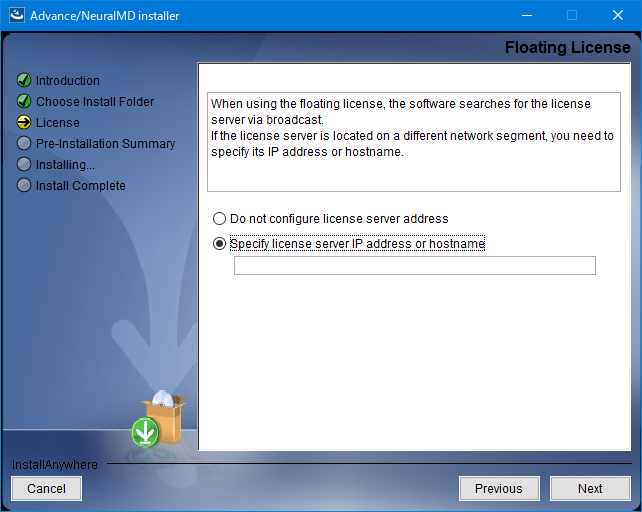 Advance/NeuralMD installer
Floating License
Introduction
Choose Install Folder
License
Pre-Installation Summary
Installing...
Install Complete
When using the floating license, the software searches for the license
server via broadcast.
If the license server is located on a different network segment, you need to
specify its IP address or hostname.
Do not configure license server address
Specify license server IP address or hostname
InstallAnywhere
Cancel
Previous
Next